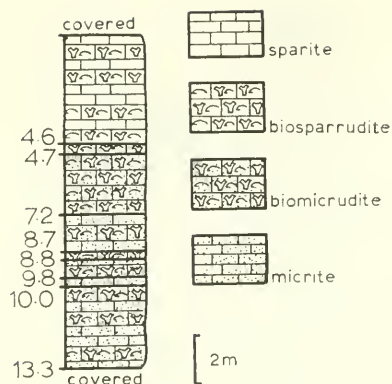 covered
4.6
4.7
7.2
8.7
8.8
9.8
10.0
13.3
covered
sparite
biosparrudite
biomicrudite
micrite
2m